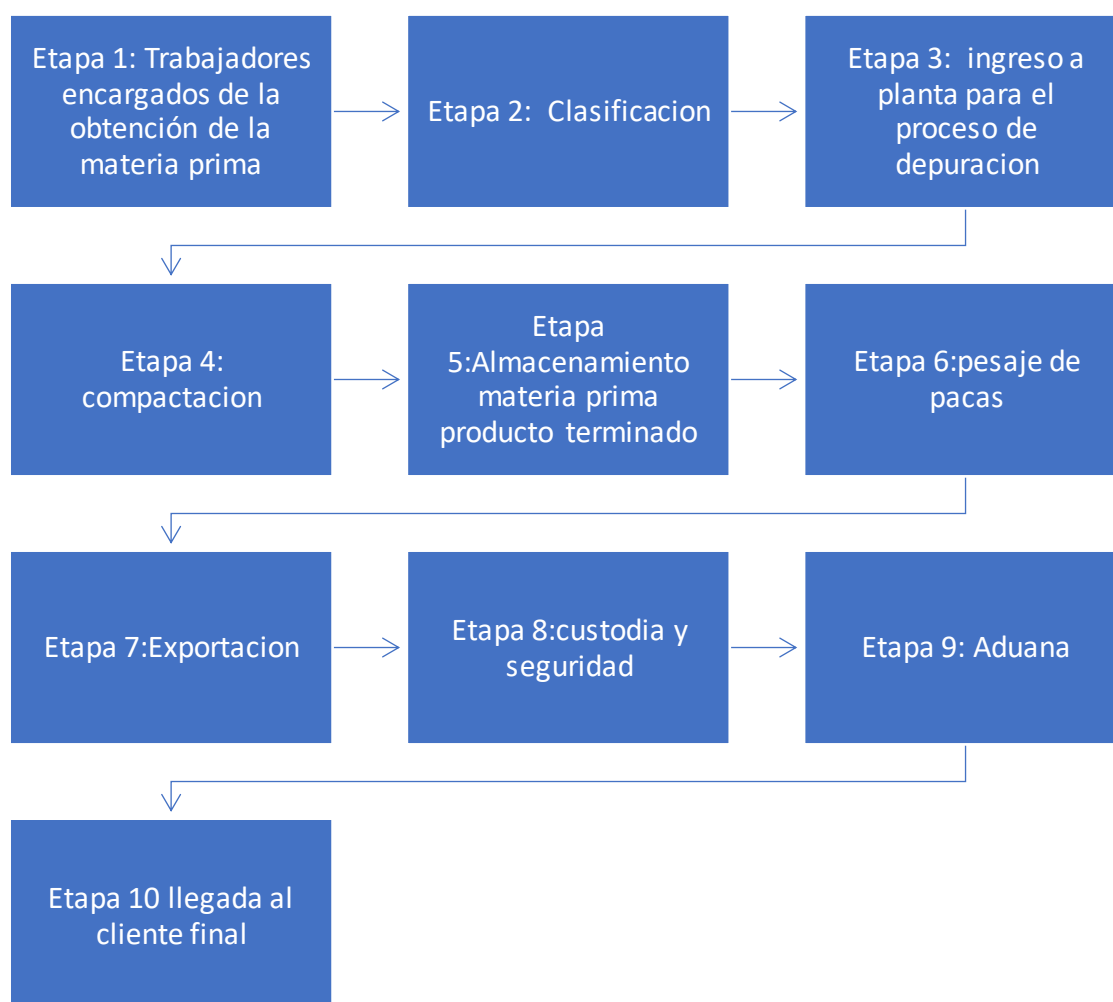 Etapa 1: Trabajadores
encargados de la
obtención de la
materia prima
Etapa 2:  Clasificacion
Etapa 3:  ingreso a
planta para el
proceso de
depuracion
Etapa 4:
compactacion
Etapa
5:Almacenamiento
materia prima
producto terminado
Etapa 6:pesaje de
pacas
Etapa 7:Exportacion
Etapa 8:custodia y
seguridad
Etapa 9: Aduana
Etapa 10 llegada al
cliente final